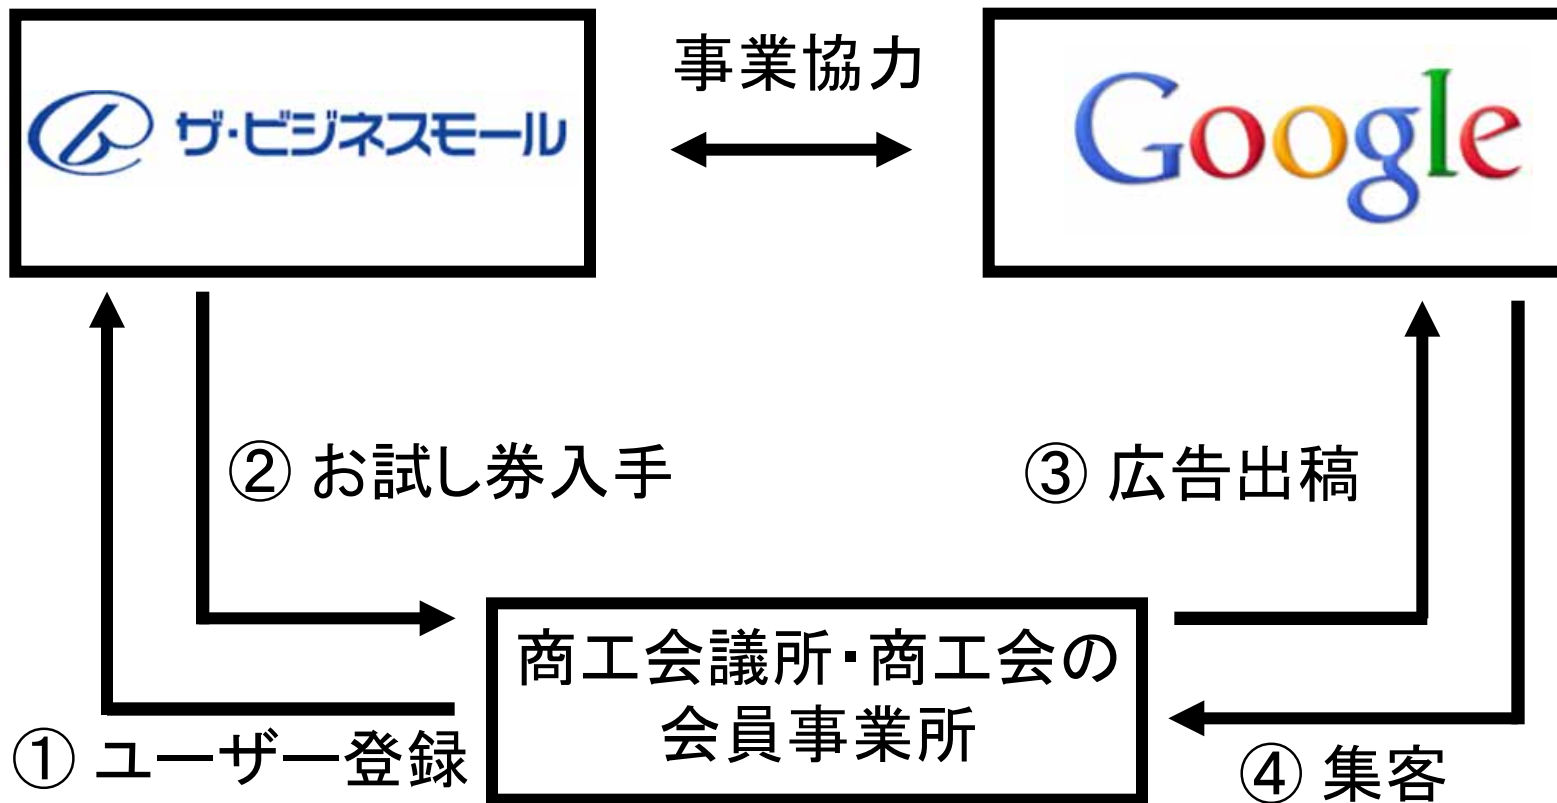 ザ・ビジネスモール
事業協力
Google
② お試し券入手
③ 広告出稿
商工会議所・商工会の
会員事業所
① ユーザー登録
④ 集客